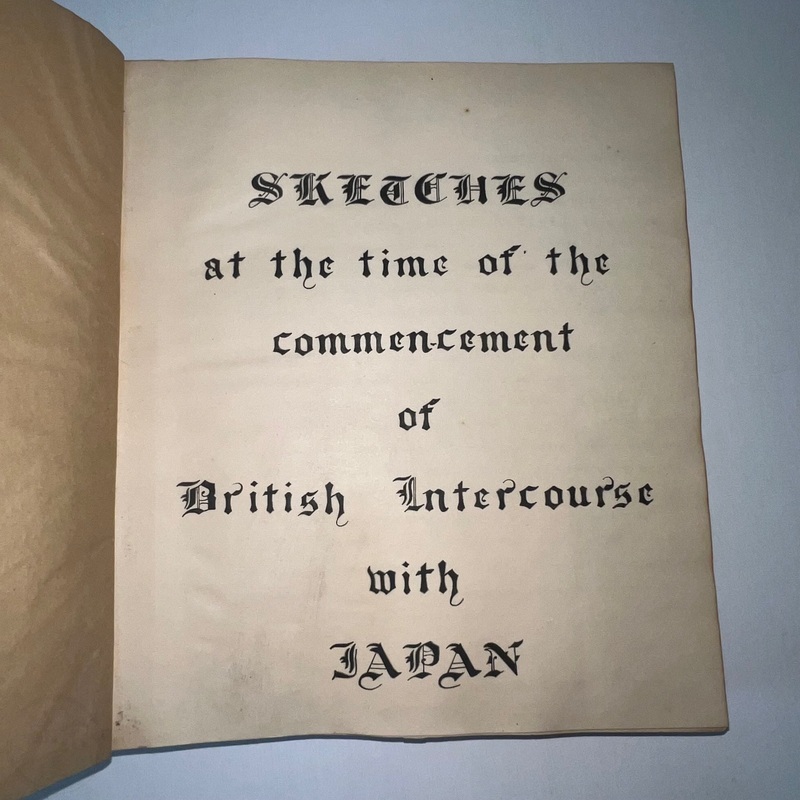 SKETCHES
at the time of the
commencement
of
British Intercourse
with
JAPAN